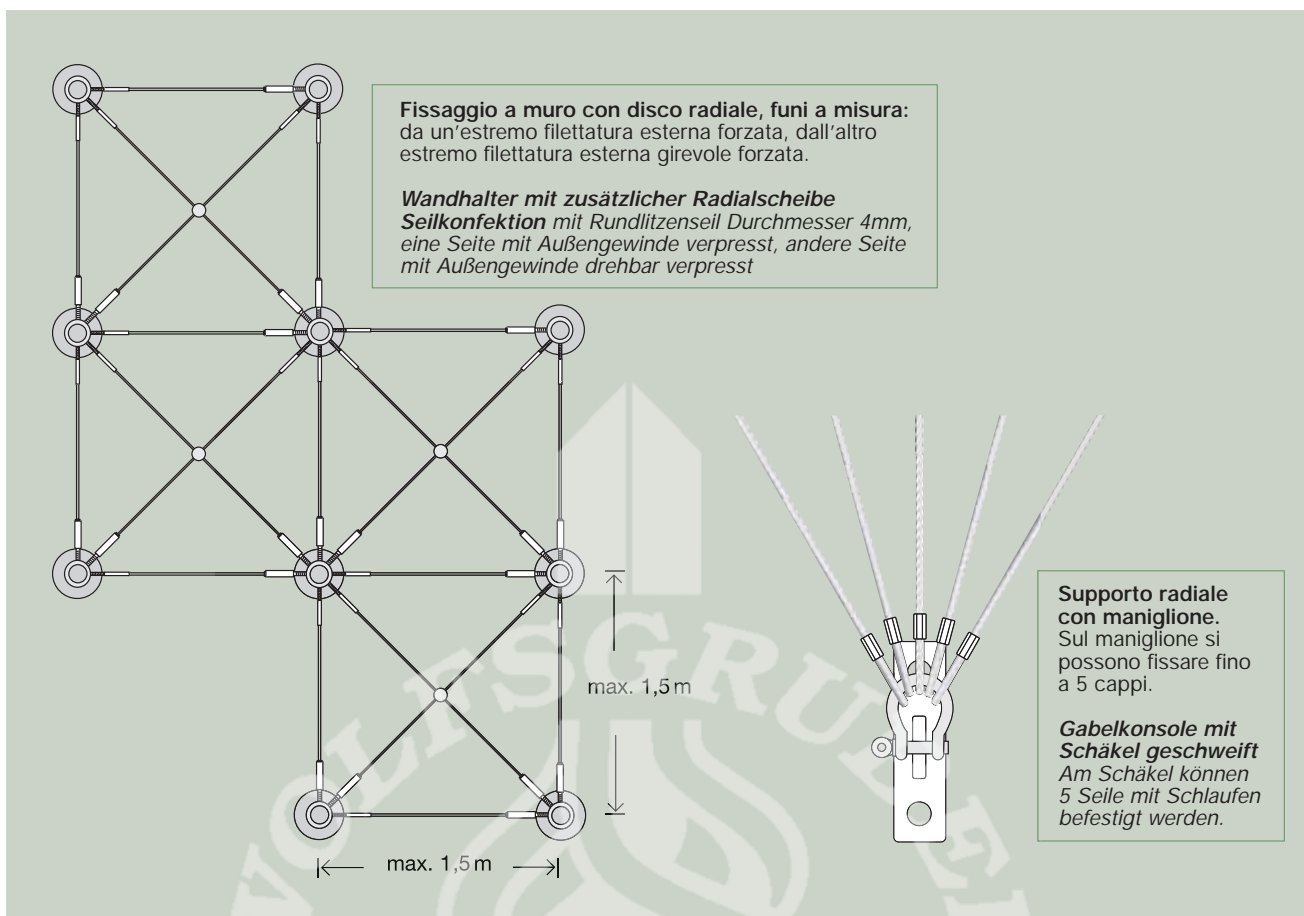 Fissaggio a muro con disco radiale, funi a misura:
da un'estremo filettatura esterna forzata, dall'altro
estremo filettatura esterna girevole forzata.
Wandhalter mit zusätzlicher Radialscheibe
Seilkonfektion mit Rundlitzenseil Durchmesser 4mm,
eine Seite mit Außengewinde verpresst, andere Seite
mit Außengewinde drehbar verpresst
max. 1,5 m
max. 1,5 m
Supporto radiale
con maniglione.
Sul maniglione si
possono fissare fino
a 5 cappi.
Gabelkonsole mit
Schäkel geschweift
Am Schäkel können
5 Seile mit Schlaufen
befestigt werden.